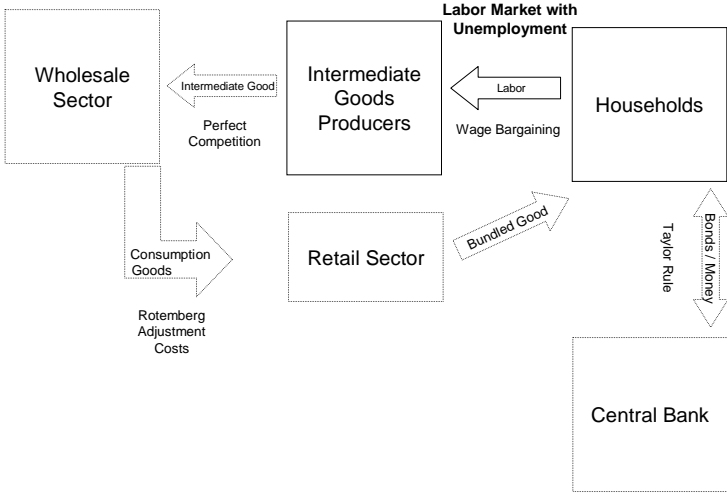 Labor Market with
Unemployment
Wholesale
Sector
Intermediate Good
Perfect
Competition
Intermediate
Goods
Producers
Labor
Wage Bargaining
Households
Consumption
Goods
Rotemberg
Adjustment
Costs
Retail Sector
Bundled Good
Taylor Rule
Bonds / Money
Central Bank